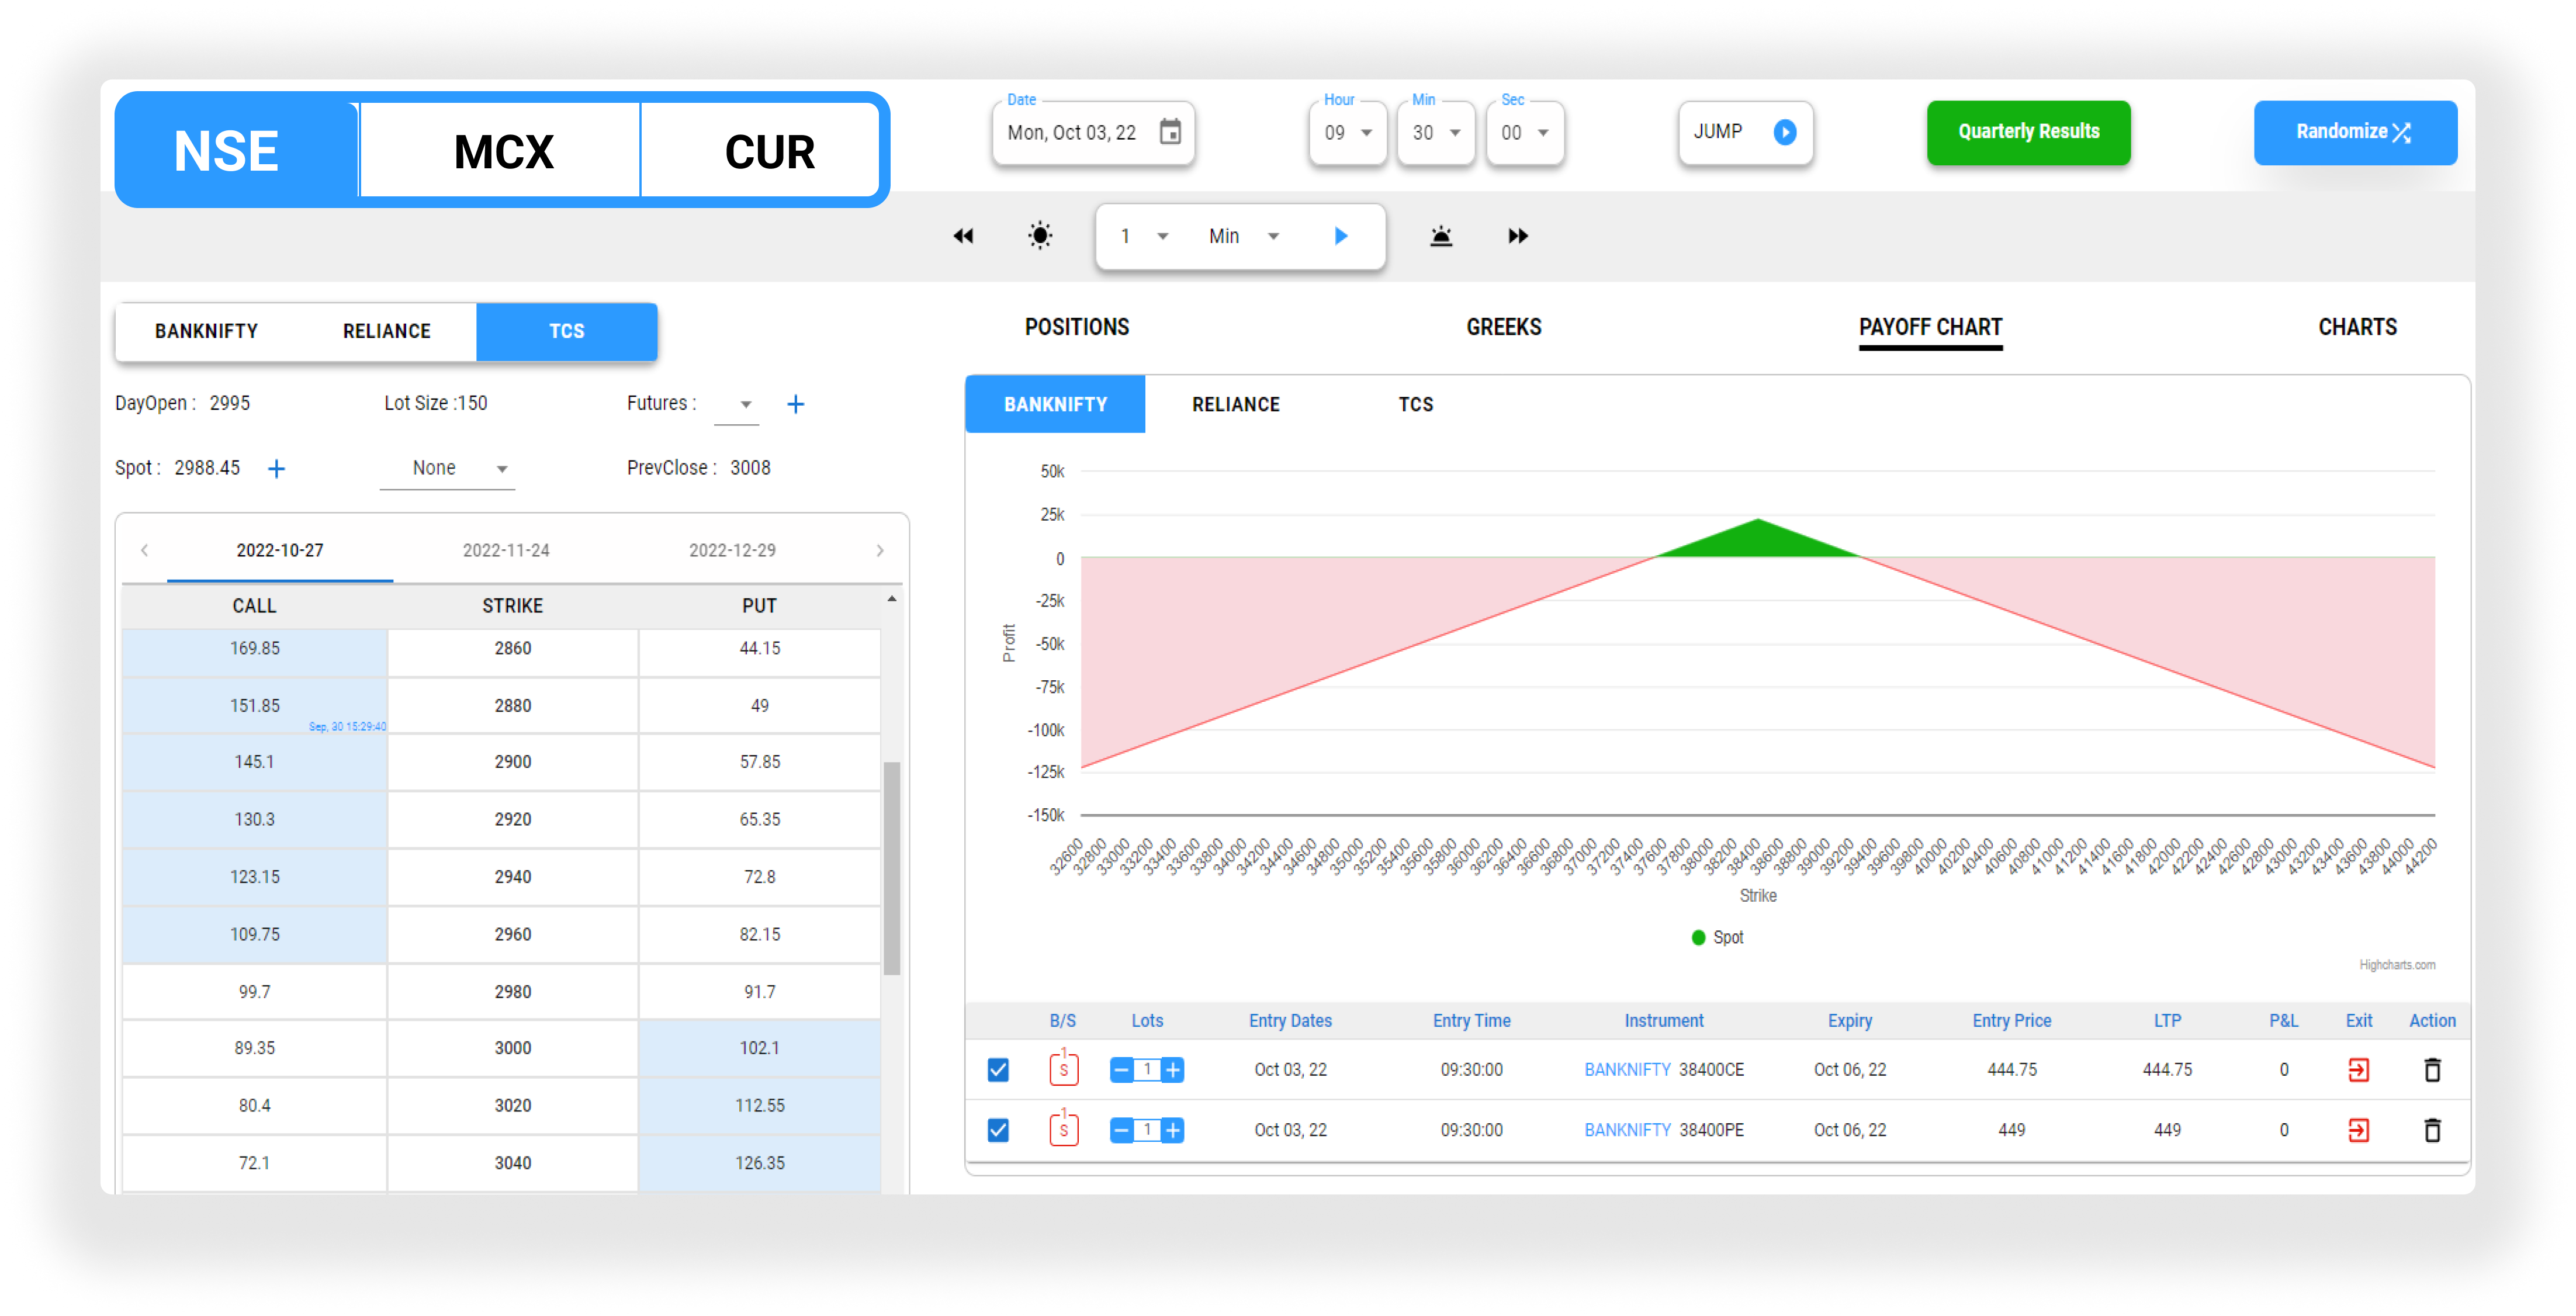 NSE MCX CUR
Date
Mon, Oct 03, 22
Hour Min Sec
09 30 00
JUMP
Quarterly Results
Randomize
1 Min
BANKNIFTY RELIANCE TCS
DayOpen : 2995 Lot Size :150 Futures :
Spot : 2988.45 None PrevClose : 3008
2022-10-27 2022-11-24 2022-12-29
CALL STRIKE PUT
169.85 2860 44.15
151.85 2880 49
Sep, 30 15:29:40
145.1 2900 57.85
130.3 2920 65.35
123.15 2940 72.8
109.75 2960 82.15
99.7 2980 91.7
89.35 3000 102.1
80.4 3020 112.55
72.1 3040 126.35
POSITIONS GREEKS PAYOFF CHART CHARTS
BANKNIFTY RELIANCE TCS
50k
25k
0
-25k
-50k
-75k
-100k
-125k
-150k
Profit
32600 32800 33000 33200 33400 33600 33800 34000 34200 34400 34600 34800 35000 35200 35400 35600 35800 36000 36200 36400 36600 36800 37000 37200 37400 37600 37800 38000 38200 38400 38600 38800 39000 39200 39400 39600 39800 40000 40200 40400 40600 40800 41000 41200 41400 41600 41800 42000 42200 42400 42600 42800 43000 43200 43400 43600 43800 44000 44200
Strike
Spot
Highcharts.com
B/S Lots Entry Dates Entry Time Instrument Expiry Entry Price LTP P&L Exit Action
1 S 1 Oct 03, 22 09:30:00 BANKNIFTY 38400CE Oct 06, 22 444.75 444.75 0
1 S 1 Oct 03, 22 09:30:00 BANKNIFTY 38400PE Oct 06, 22 449 449 0